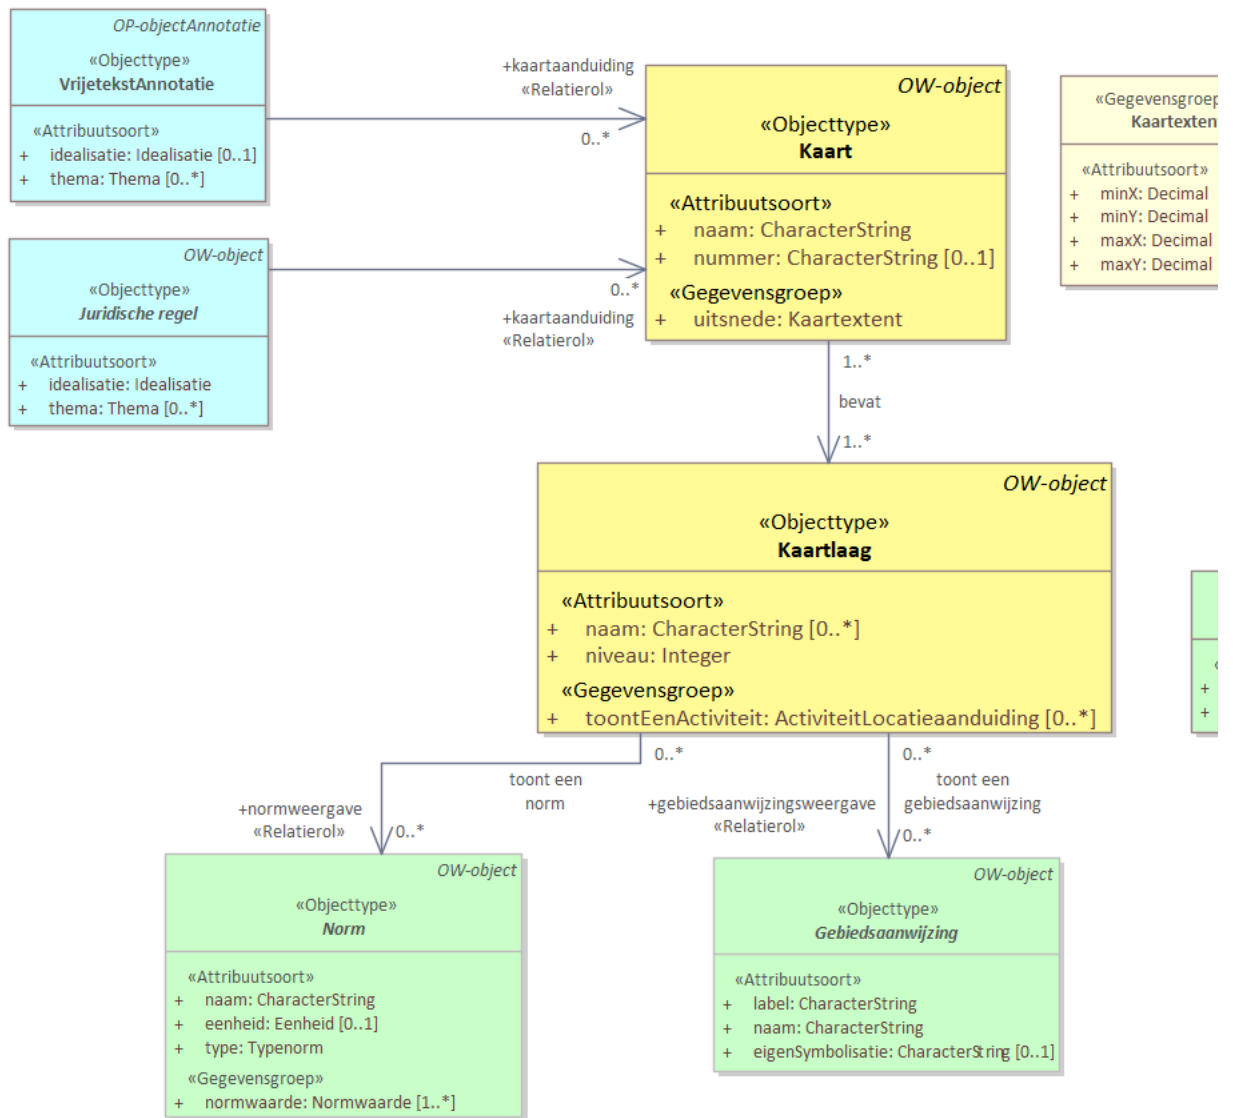 OP-objectAnnotatie
«Objecttype»
VrijetekstAnnotatie
«Attribuutsoort»
+ idealisatie: Idealisatie [0..1]
+ thema: Thema [0..*]
+kaartaanduiding
«Relatierol»
0..*
OW-object
«Objecttype»
Kaart
«Attribuutsoort»
+ naam: CharacterString
+ nummer: CharacterString [0..1]
«Gegevensgroep»
+ uitsnede: Kaartextent
«Gegevensgroep
Kaartextent
«Attribuutsoort»
+ minX: Decimal
+ minY: Decimal
+ maxX: Decimal
+ maxY: Decimal
OW-object
«Objecttype»
Juridische regel
«Attribuutsoort»
+ idealisatie: Idealisatie
+ thema: Thema [0..*]
0..*
+kaartaanduiding
«Relatierol»
1..*
bevat
1..*
OW-object
«Objecttype»
Kaartlaag
«Attribuutsoort»
+ naam: CharacterString [0..*]
+ niveau: Integer
«Gegevensgroep»
+ toontEenActiviteit: ActiviteitLocatieaanduiding [0..*]
«
+
+
0..*
toont een
norm
+normweergave
«Relatierol»
0..*
0..*
toont een
gebiedsaanwijzing
+gebiedsaanwijzingsweergave
«Relatierol»
0..*
OW-object
«Objecttype»
Norm
«Attribuutsoort»
+ naam: CharacterString
+ eenheid: Eenheid [0..1]
+ type: Typenorm
«Gegevensgroep»
+ normwaarde: Normwaarde [1..*]
OW-object
«Objecttype»
Gebiedsaanwijzing
«Attribuutsoort»
+ label: CharacterString
+ naam: CharacterString
+ eigenSymbolisatie: CharacterString [0..1]